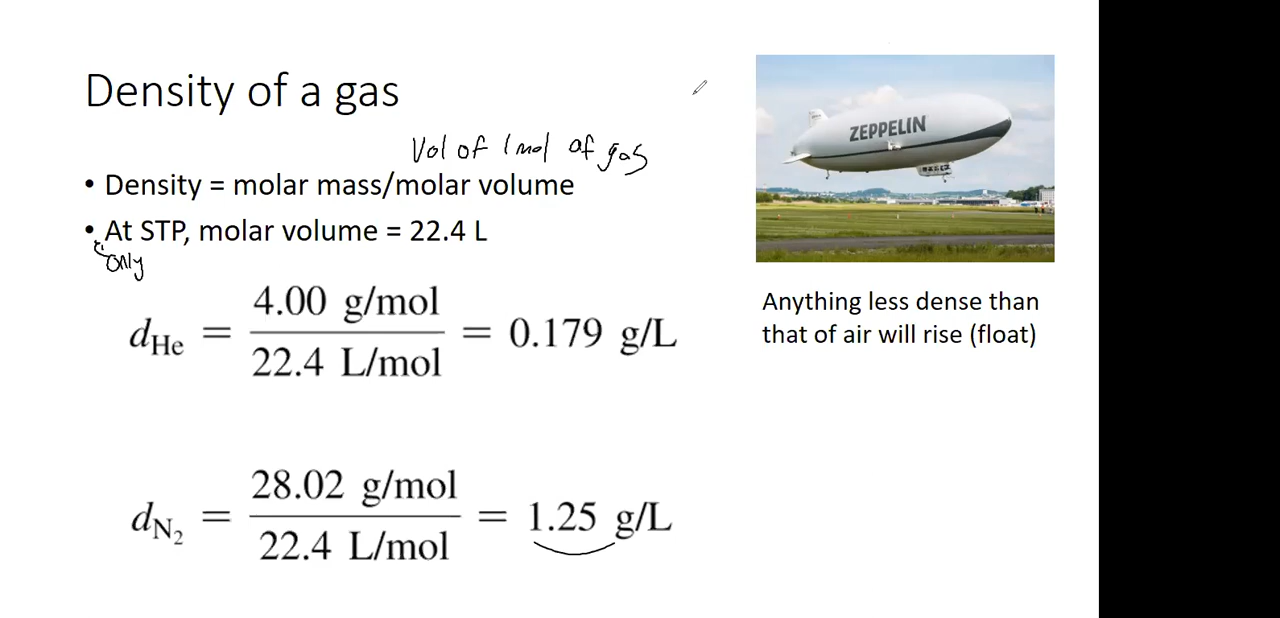 Density of a gas
Vol of 1 mol of gas
• Density = molar mass/molar volume
• At STP, molar volume = 22.4 L
only
d_He = 4.00 g/mol / 22.4 L/mol = 0.179 g/L
d_N₂ = 28.02 g/mol / 22.4 L/mol = 1.25 g/L
ZEPPELIN
Anything less dense than
that of air will rise (float)